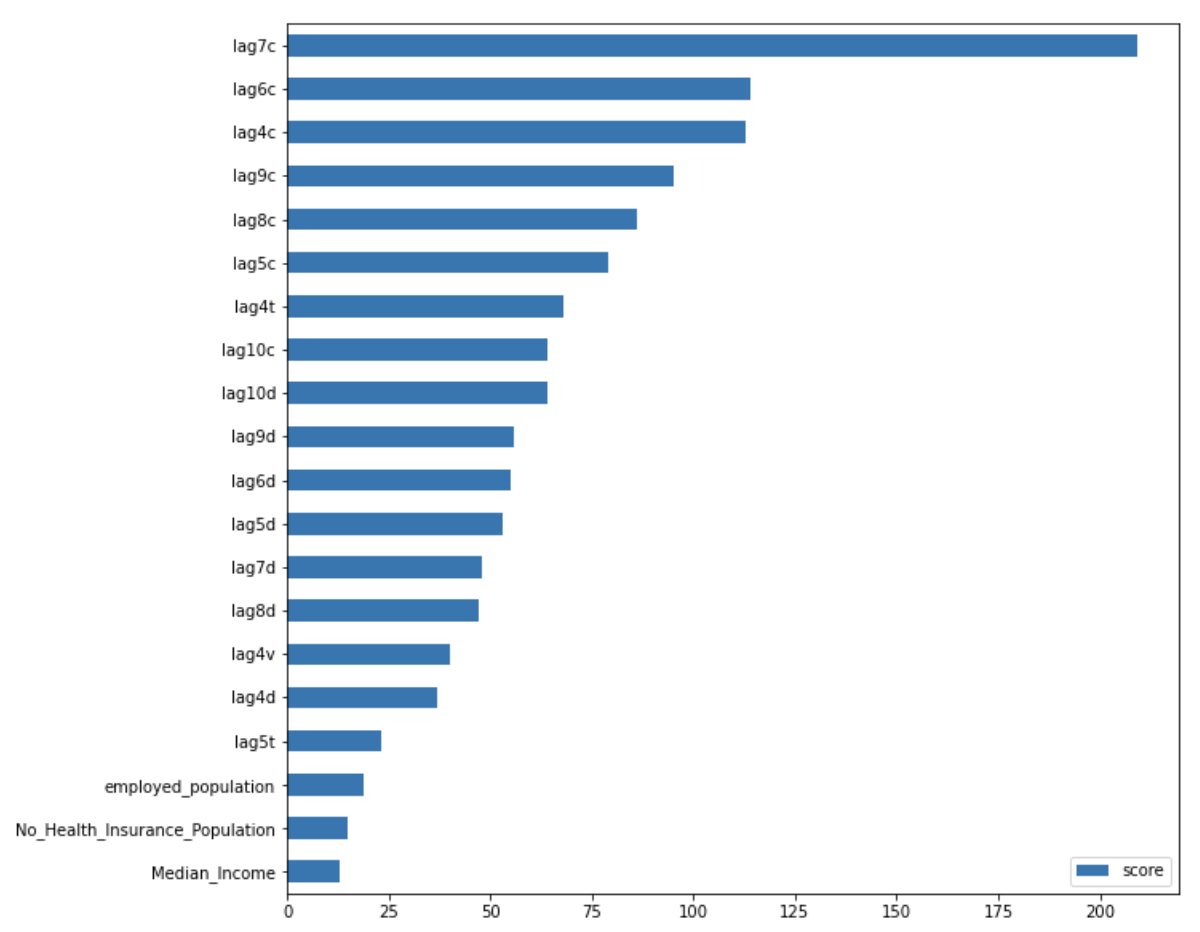 lag7c
lag6c
lag4c
lag9c
lag8c
lag5c
lag4t
lag10c
lag10d
lag9d
lag6d
lag5d
lag7d
lag8d
lag4v
lag4d
lag5t
employed_population
No_Health_Insurance_Population
Median_Income
score
0 25 50 75 100 125 150 175 200